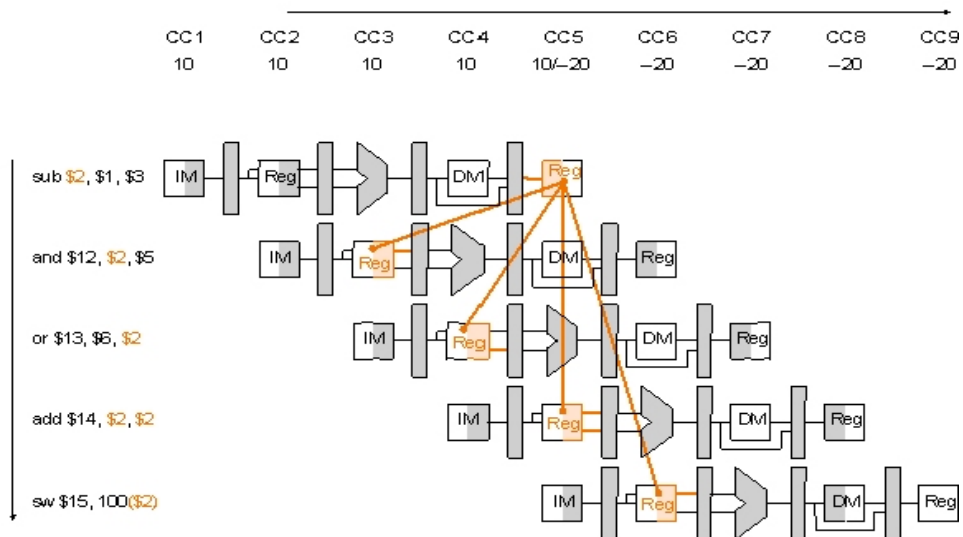 CC1 CC2 CC3 CC4 CC5 CC6 CC7 CC8 CC9
10 10 10 10 10/–20 –20 –20 –20 –20
sub $2, $1, $3 IM Reg DM Reg
and $12, $2, $5 IM Reg DM Reg
or $13, $6, $2 IM Reg DM Reg
add $14, $2, $2 IM Reg DM Reg
sw $15, 100($2) IM Reg DM Reg